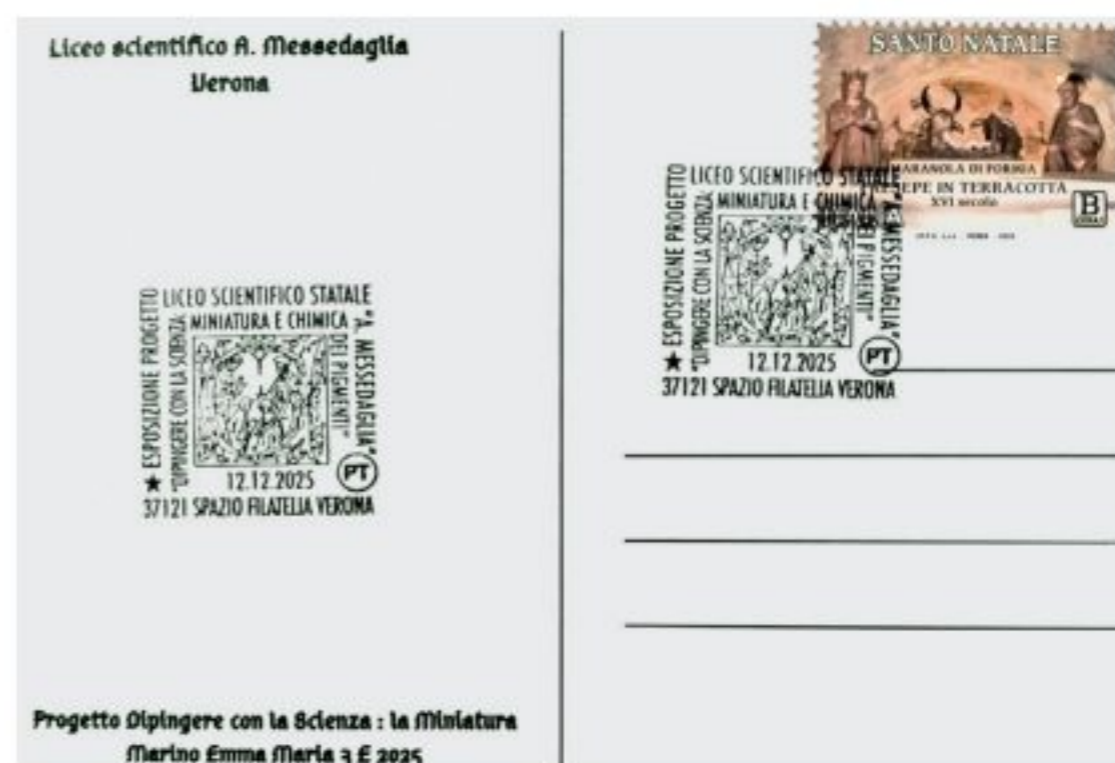 Liceo scientifico A. Messedaglia
Verona
ESPOSIZIONE PROGETTO
LICEO SCIENTIFICO STATALE
"A. MESSEDAGLIA"
"DIPINGERE CON LA SCIENZA:
MINIATURA E CHIMICA
DEI PIGMENTI"
12.12.2025
PT
37121 SPAZIO FILATELIA VERONA
Progetto Dipingere con la Scienza : la Miniatura
Marino Emma Maria 3 E 2025
SANTO NATALE
MARANOLA DI FORMIA
PRESEPE IN TERRACOTTA
XVI secolo
B
ESPOSIZIONE PROGETTO
LICEO SCIENTIFICO STATALE
"A. MESSEDAGLIA"
"DIPINGERE CON LA SCIENZA:
MINIATURA E CHIMICA
DEI PIGMENTI"
12.12.2025
PT
37121 SPAZIO FILATELIA VERONA